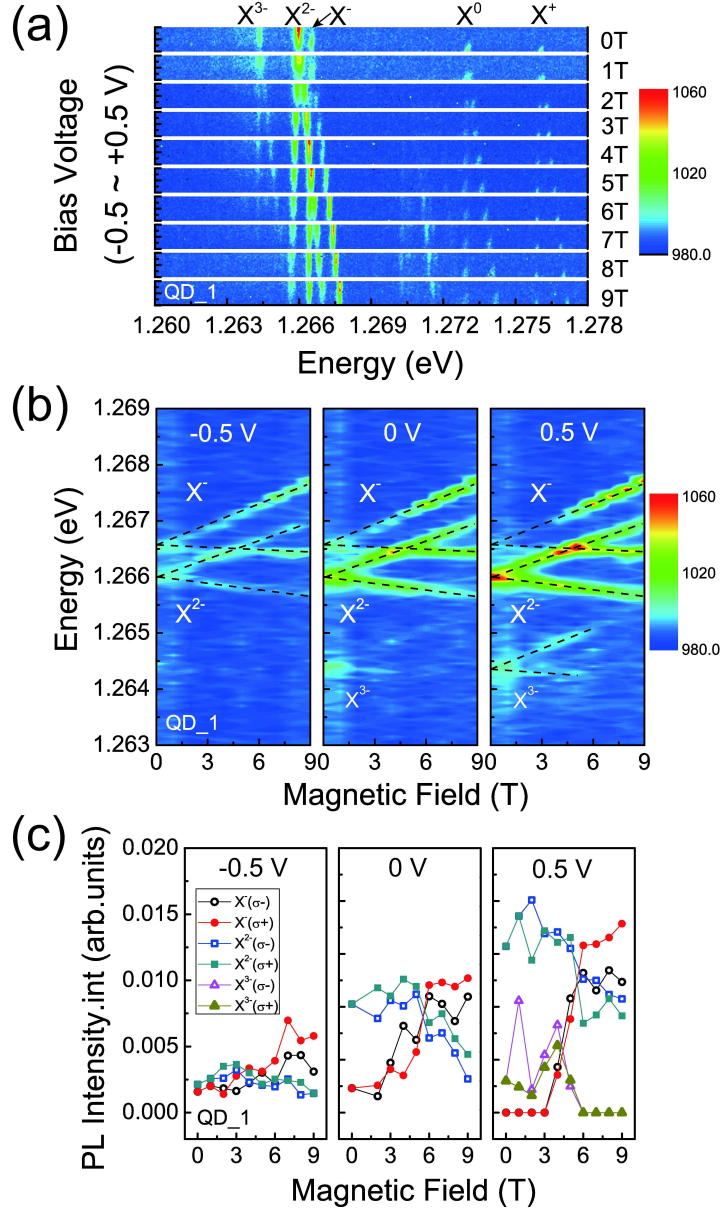 (a)
X³⁻ X²⁻ X⁻ X⁰ X⁺
0T
1T
2T
3T
4T
5T
6T
7T
8T
9T
Bias Voltage
(-0.5 ~ +0.5 V)
QD_1
1060
1040
1020
1000
980.0
1.260 1.263 1.266 1.269 1.272 1.275 1.278
Energy (eV)
(b)
1.269
1.268
1.267
1.266
1.265
1.264
1.263
Energy (eV)
-0.5 V 0 V 0.5 V
X⁻ X⁻ X⁻
X²⁻ X²⁻ X²⁻
X³⁻ X³⁻
QD_1
1060
1040
1020
1000
980.0
0 3 6 90 3 6 90 3 6 9
Magnetic Field (T)
(c)
0.020
0.015
0.010
0.005
0.000
PL Intensity.int (arb.units)
-0.5 V 0 V 0.5 V
X⁻(σ-)
X⁻(σ+)
X²⁻(σ-)
X²⁻(σ+)
X³⁻(σ-)
X³⁻(σ+)
QD_1
0 3 6 9 0 3 6 9 0 3 6 9
Magnetic Field (T)